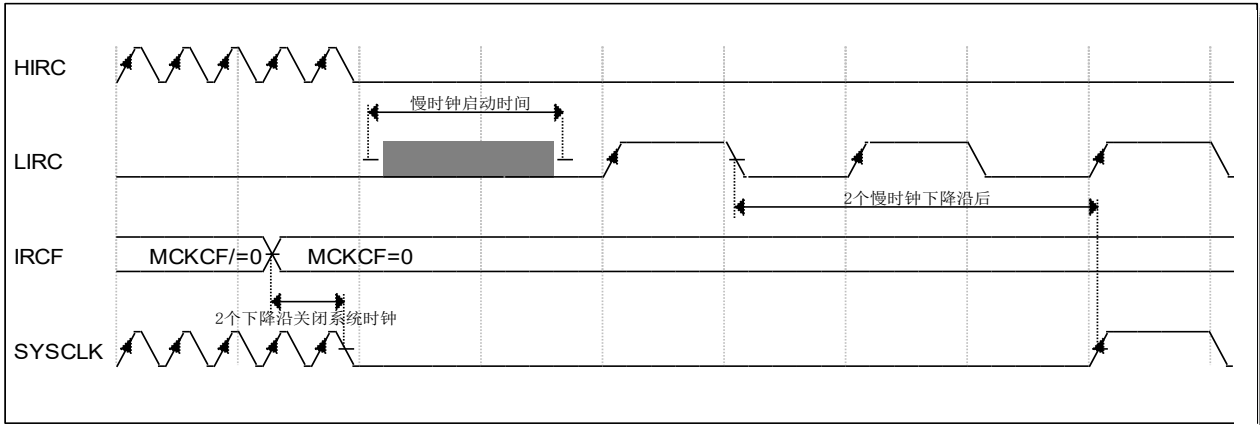 HIRC
慢时钟启动时间
LIRC
2个慢时钟下降沿后
IRCF
MCKCF/=0
MCKCF=0
2个下降沿关闭系统时钟
SYSCLK